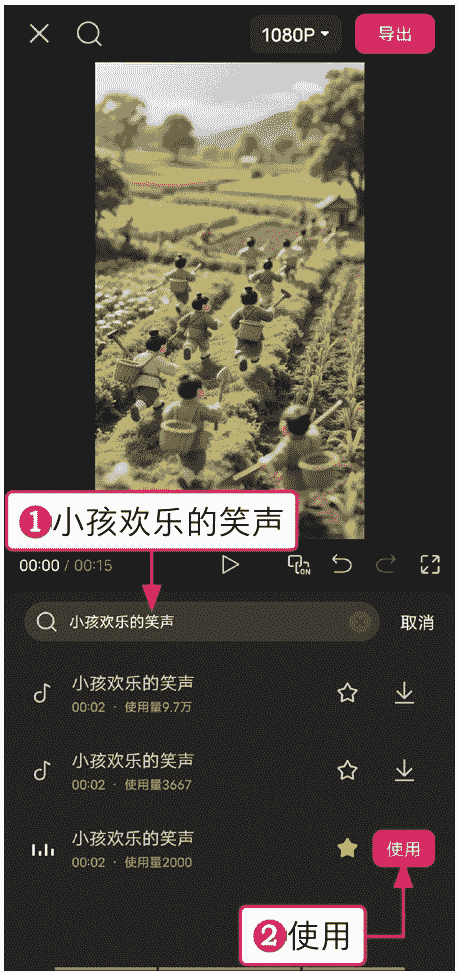 1080P
导出
❶小孩欢乐的笑声
00:00 / 00:15
ON
小孩欢乐的笑声
取消
小孩欢乐的笑声
00:02 · 使用量9.7万
小孩欢乐的笑声
00:02 · 使用量3667
小孩欢乐的笑声
00:02 · 使用量2000
使用
❷使用